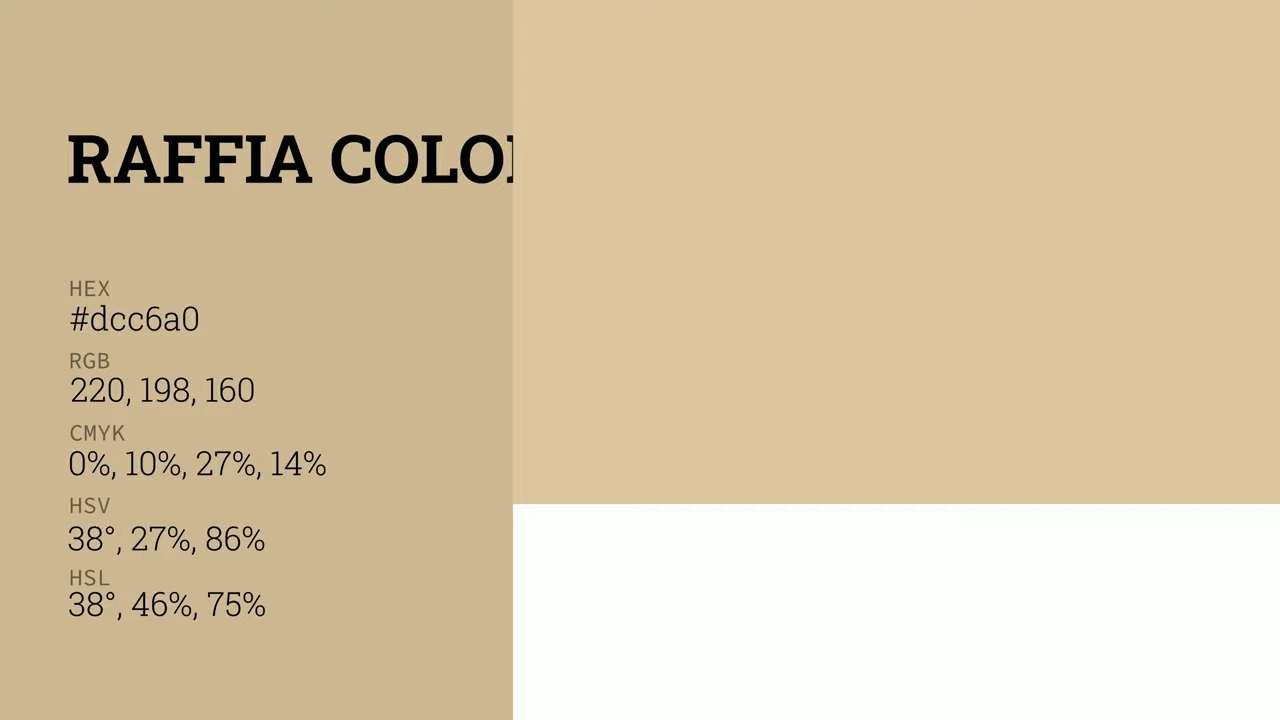 RAFFIA COLO
HEX
#dcc6a0
RGB
220, 198, 160
CMYK
0%, 10%, 27%, 14%
HSV
38°, 27%, 86%
HSL
38°, 46%, 75%